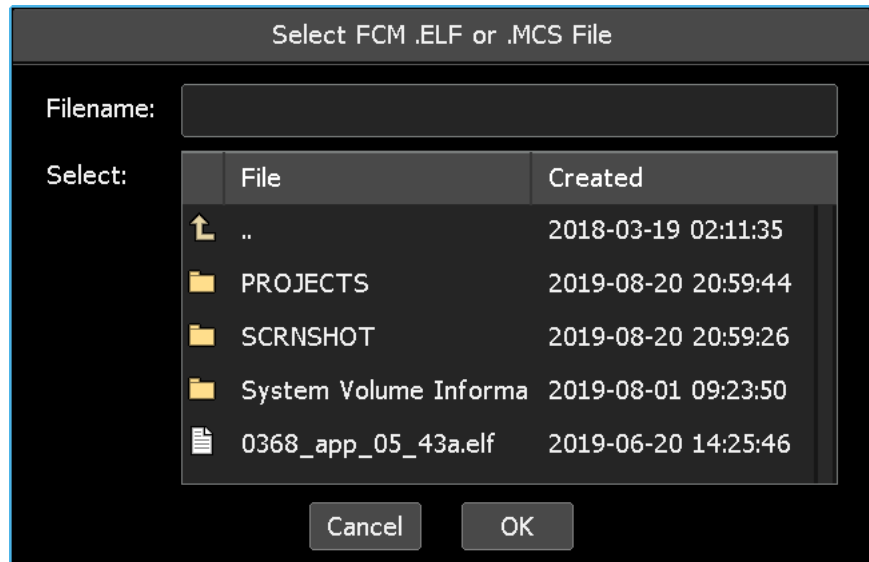 Select FCM .ELF or .MCS File
Filename:
Select:
File Created
.. 2018-03-19 02:11:35
PROJECTS 2019-08-20 20:59:44
SCRNSHOT 2019-08-20 20:59:26
System Volume Informa 2019-08-01 09:23:50
0368_app_05_43a.elf 2019-06-20 14:25:46
Cancel OK